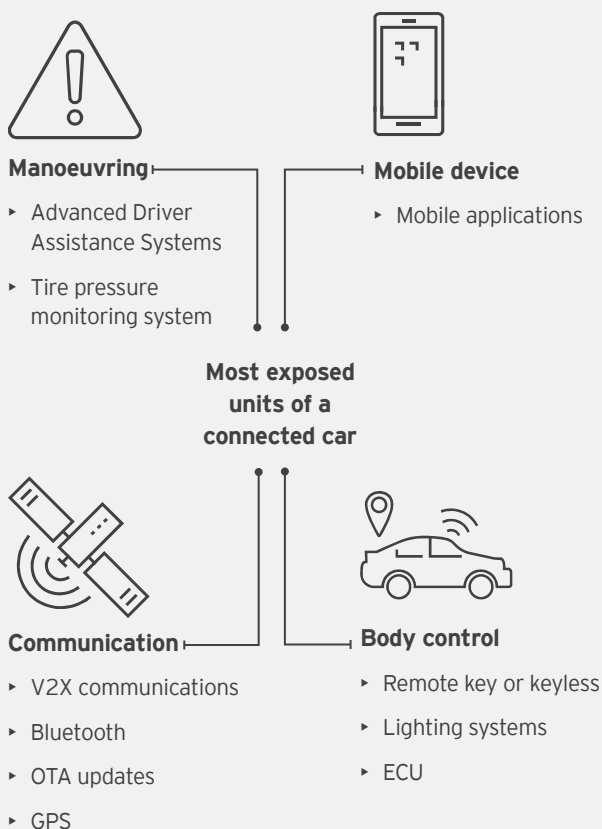 Manoeuvring
▸ Advanced Driver
Assistance Systems
▸ Tire pressure
monitoring system
Mobile device
▸ Mobile applications
Most exposed
units of a
connected car
Communication
▸ V2X communications
▸ Bluetooth
▸ OTA updates
▸ GPS
Body control
▸ Remote key or keyless
▸ Lighting systems
▸ ECU